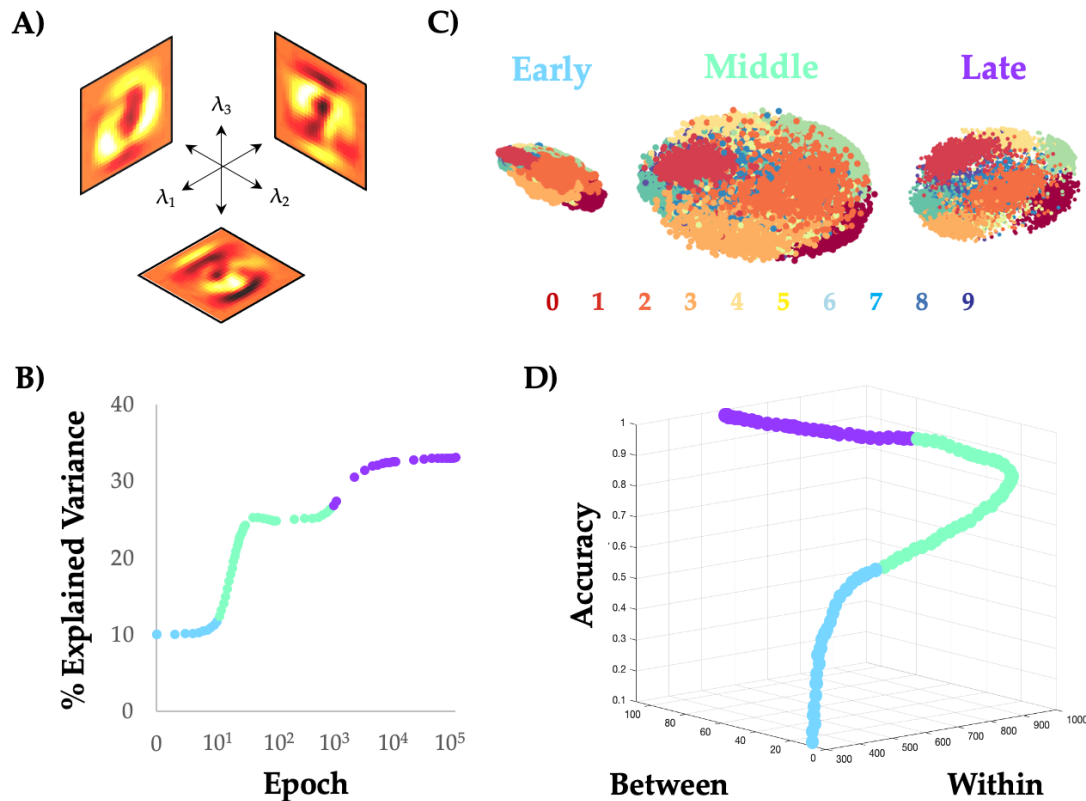 A)
λ3
λ1
λ2
C)
Early Middle Late
0 1 2 3 4 5 6 7 8 9
B)
% Explained Variance
40
30
20
10
0
0 10¹ 10² 10³ 10⁴ 10⁵
Epoch
D)
Accuracy
1
0.9
0.8
0.7
0.6
0.5
0.4
0.3
0.2
0.1
100 80 60 40 20 0
300 400 500 600 700 800 900 1000
Between Within